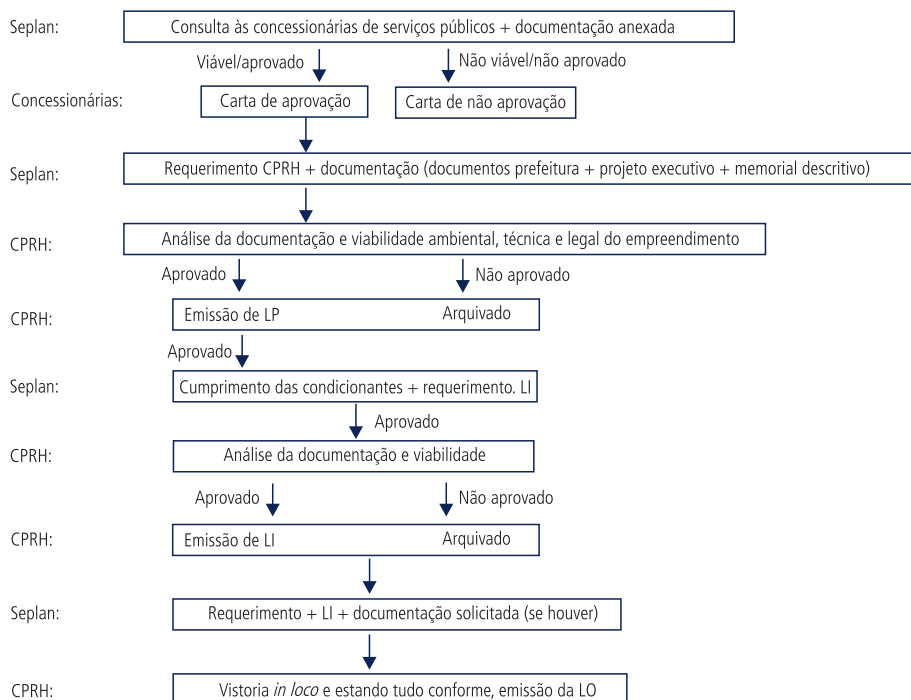 Seplan: Consulta às concessionárias de serviços públicos + documentação anexada
Viável/aprovado Não viável/não aprovado
Concessionárias: Carta de aprovação Carta de não aprovação
Seplan: Requerimento CPRH + documentação (documentos prefeitura + projeto executivo + memorial descritivo)
CPRH: Análise da documentação e viabilidade ambiental, técnica e legal do empreendimento
Aprovado Não aprovado
CPRH: Emissão de LP Arquivado
Aprovado
Seplan: Cumprimento das condicionantes + requerimento. LI
Aprovado
CPRH: Análise da documentação e viabilidade
Aprovado Não aprovado
CPRH: Emissão de LI Arquivado
Seplan: Requerimento + LI + documentação solicitada (se houver)
CPRH: Vistoria in loco e estando tudo conforme, emissão da LO